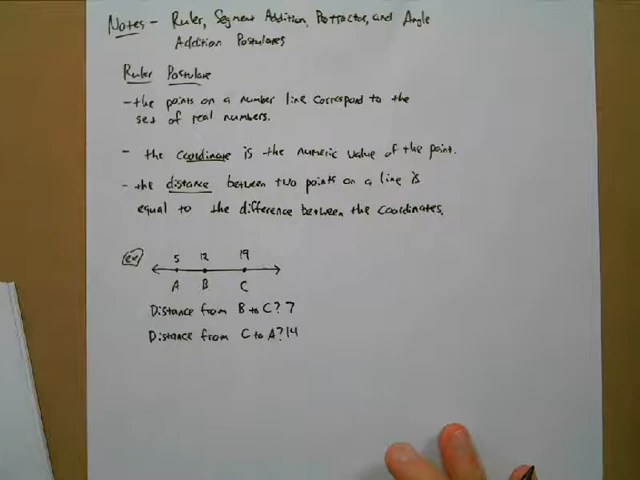 Notes - Ruler, Segment Addition, Protractor, and Angle
Addition Postulates
Ruler Postulate
- the points on a number line correspond to the
set of real numbers.
- the coordinate is the numeric value of the point.
- the distance between two points on a line is
equal to the difference between the coordinates.
ex
5 12 19
A B C
Distance from B to C? 7
Distance from C to A? 14